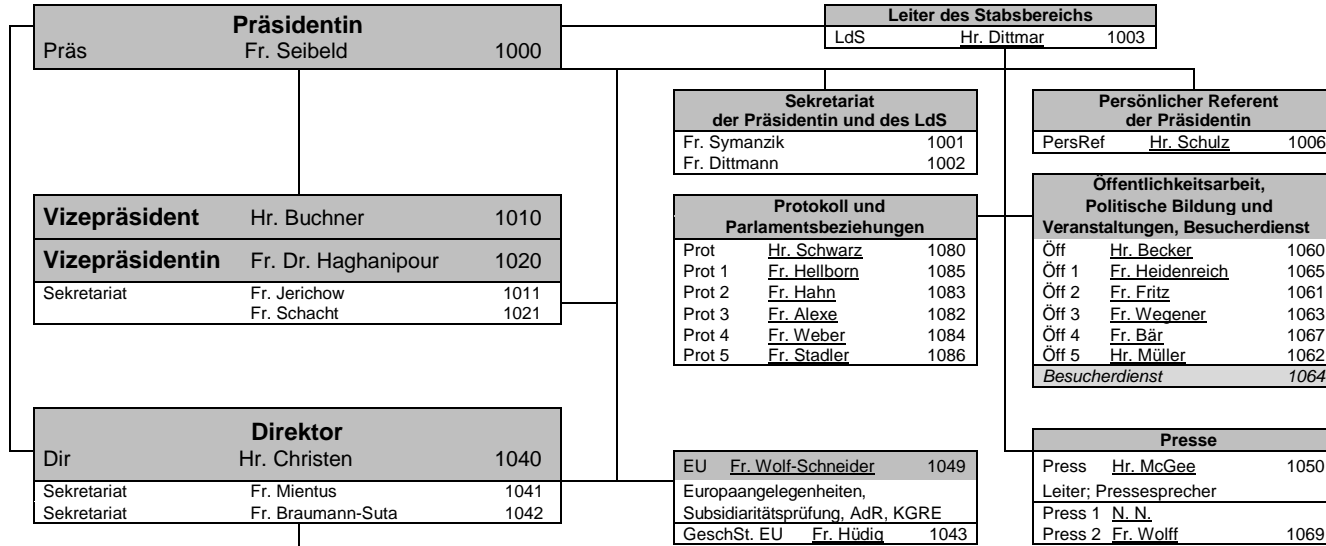 Präsidentin
Präs Fr. Seibeld 1000
Leiter des Stabsbereichs
LdS Hr. Dittmar 1003
Sekretariat
der Präsidentin und des LdS
Fr. Symanzik 1001
Fr. Dittmann 1002
Persönlicher Referent
der Präsidentin
PersRef Hr. Schulz 1006
Vizepräsident Hr. Buchner 1010
Vizepräsidentin Fr. Dr. Haghanipour 1020
Sekretariat Fr. Jerichow 1011
Fr. Schacht 1021
Protokoll und
Parlamentsbeziehungen
Prot Hr. Schwarz 1080
Prot 1 Fr. Hellborn 1085
Prot 2 Fr. Hahn 1083
Prot 3 Fr. Alexe 1082
Prot 4 Fr. Weber 1084
Prot 5 Fr. Stadler 1086
Öffentlichkeitsarbeit,
Politische Bildung und
Veranstaltungen, Besucherdienst
Öff Hr. Becker 1060
Öff 1 Fr. Heidenreich 1065
Öff 2 Fr. Fritz 1061
Öff 3 Fr. Wegener 1063
Öff 4 Fr. Bär 1067
Öff 5 Hr. Müller 1062
Besucherdienst 1064
Direktor
Dir Hr. Christen 1040
Sekretariat Fr. Mientus 1041
Sekretariat Fr. Braumann-Suta 1042
EU Fr. Wolf-Schneider 1049
Europaangelegenheiten,
Subsidiaritätsprüfung, AdR, KGRE
GeschSt. EU Fr. Hüdig 1043
Presse
Press Hr. McGee 1050
Leiter; Pressesprecher
Press 1 N. N.
Press 2 Fr. Wolff 1069